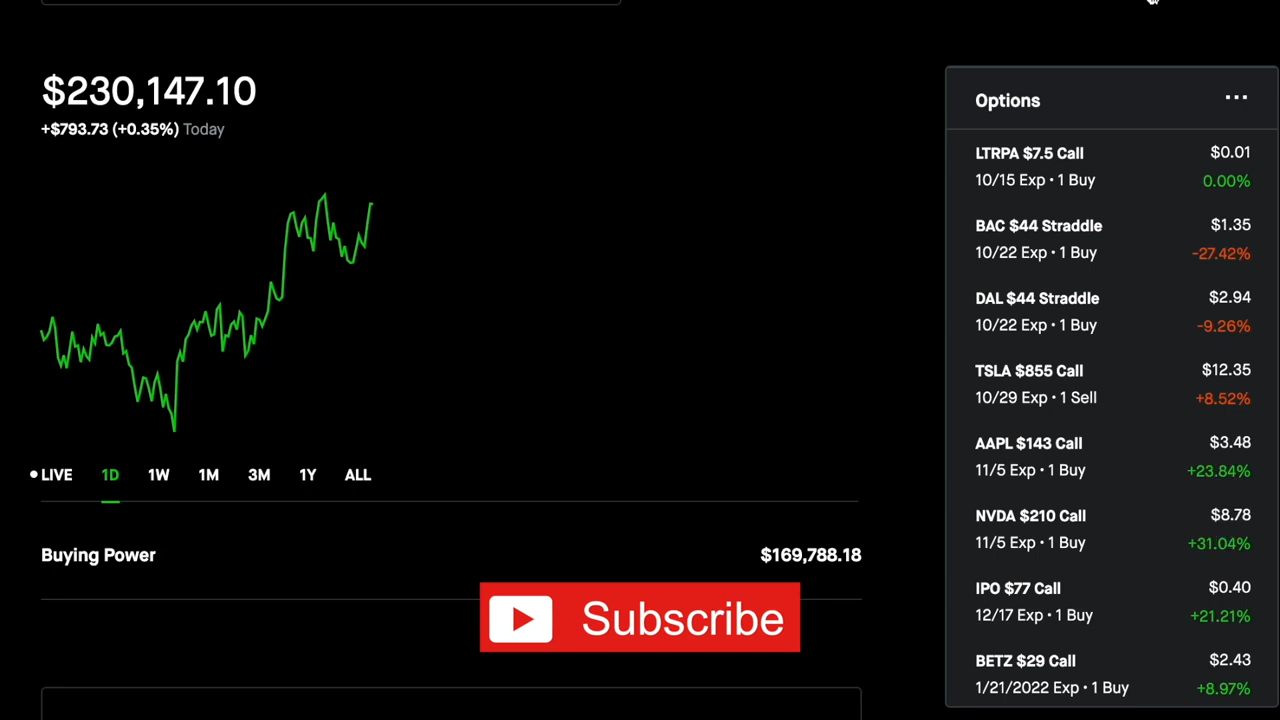 $230,147.10
+$793.73 (+0.35%) Today
LIVE 1D 1W 1M 3M 1Y ALL
Buying Power $169,788.18
Subscribe
Options
LTRPA $7.5 Call $0.01
10/15 Exp • 1 Buy 0.00%
BAC $44 Straddle $1.35
10/22 Exp • 1 Buy -27.42%
DAL $44 Straddle $2.94
10/22 Exp • 1 Buy -9.26%
TSLA $855 Call $12.35
10/29 Exp • 1 Sell +8.52%
AAPL $143 Call $3.48
11/5 Exp • 1 Buy +23.84%
NVDA $210 Call $8.78
11/5 Exp • 1 Buy +31.04%
IPO $77 Call $0.40
12/17 Exp • 1 Buy +21.21%
BETZ $29 Call $2.43
1/21/2022 Exp • 1 Buy +8.97%